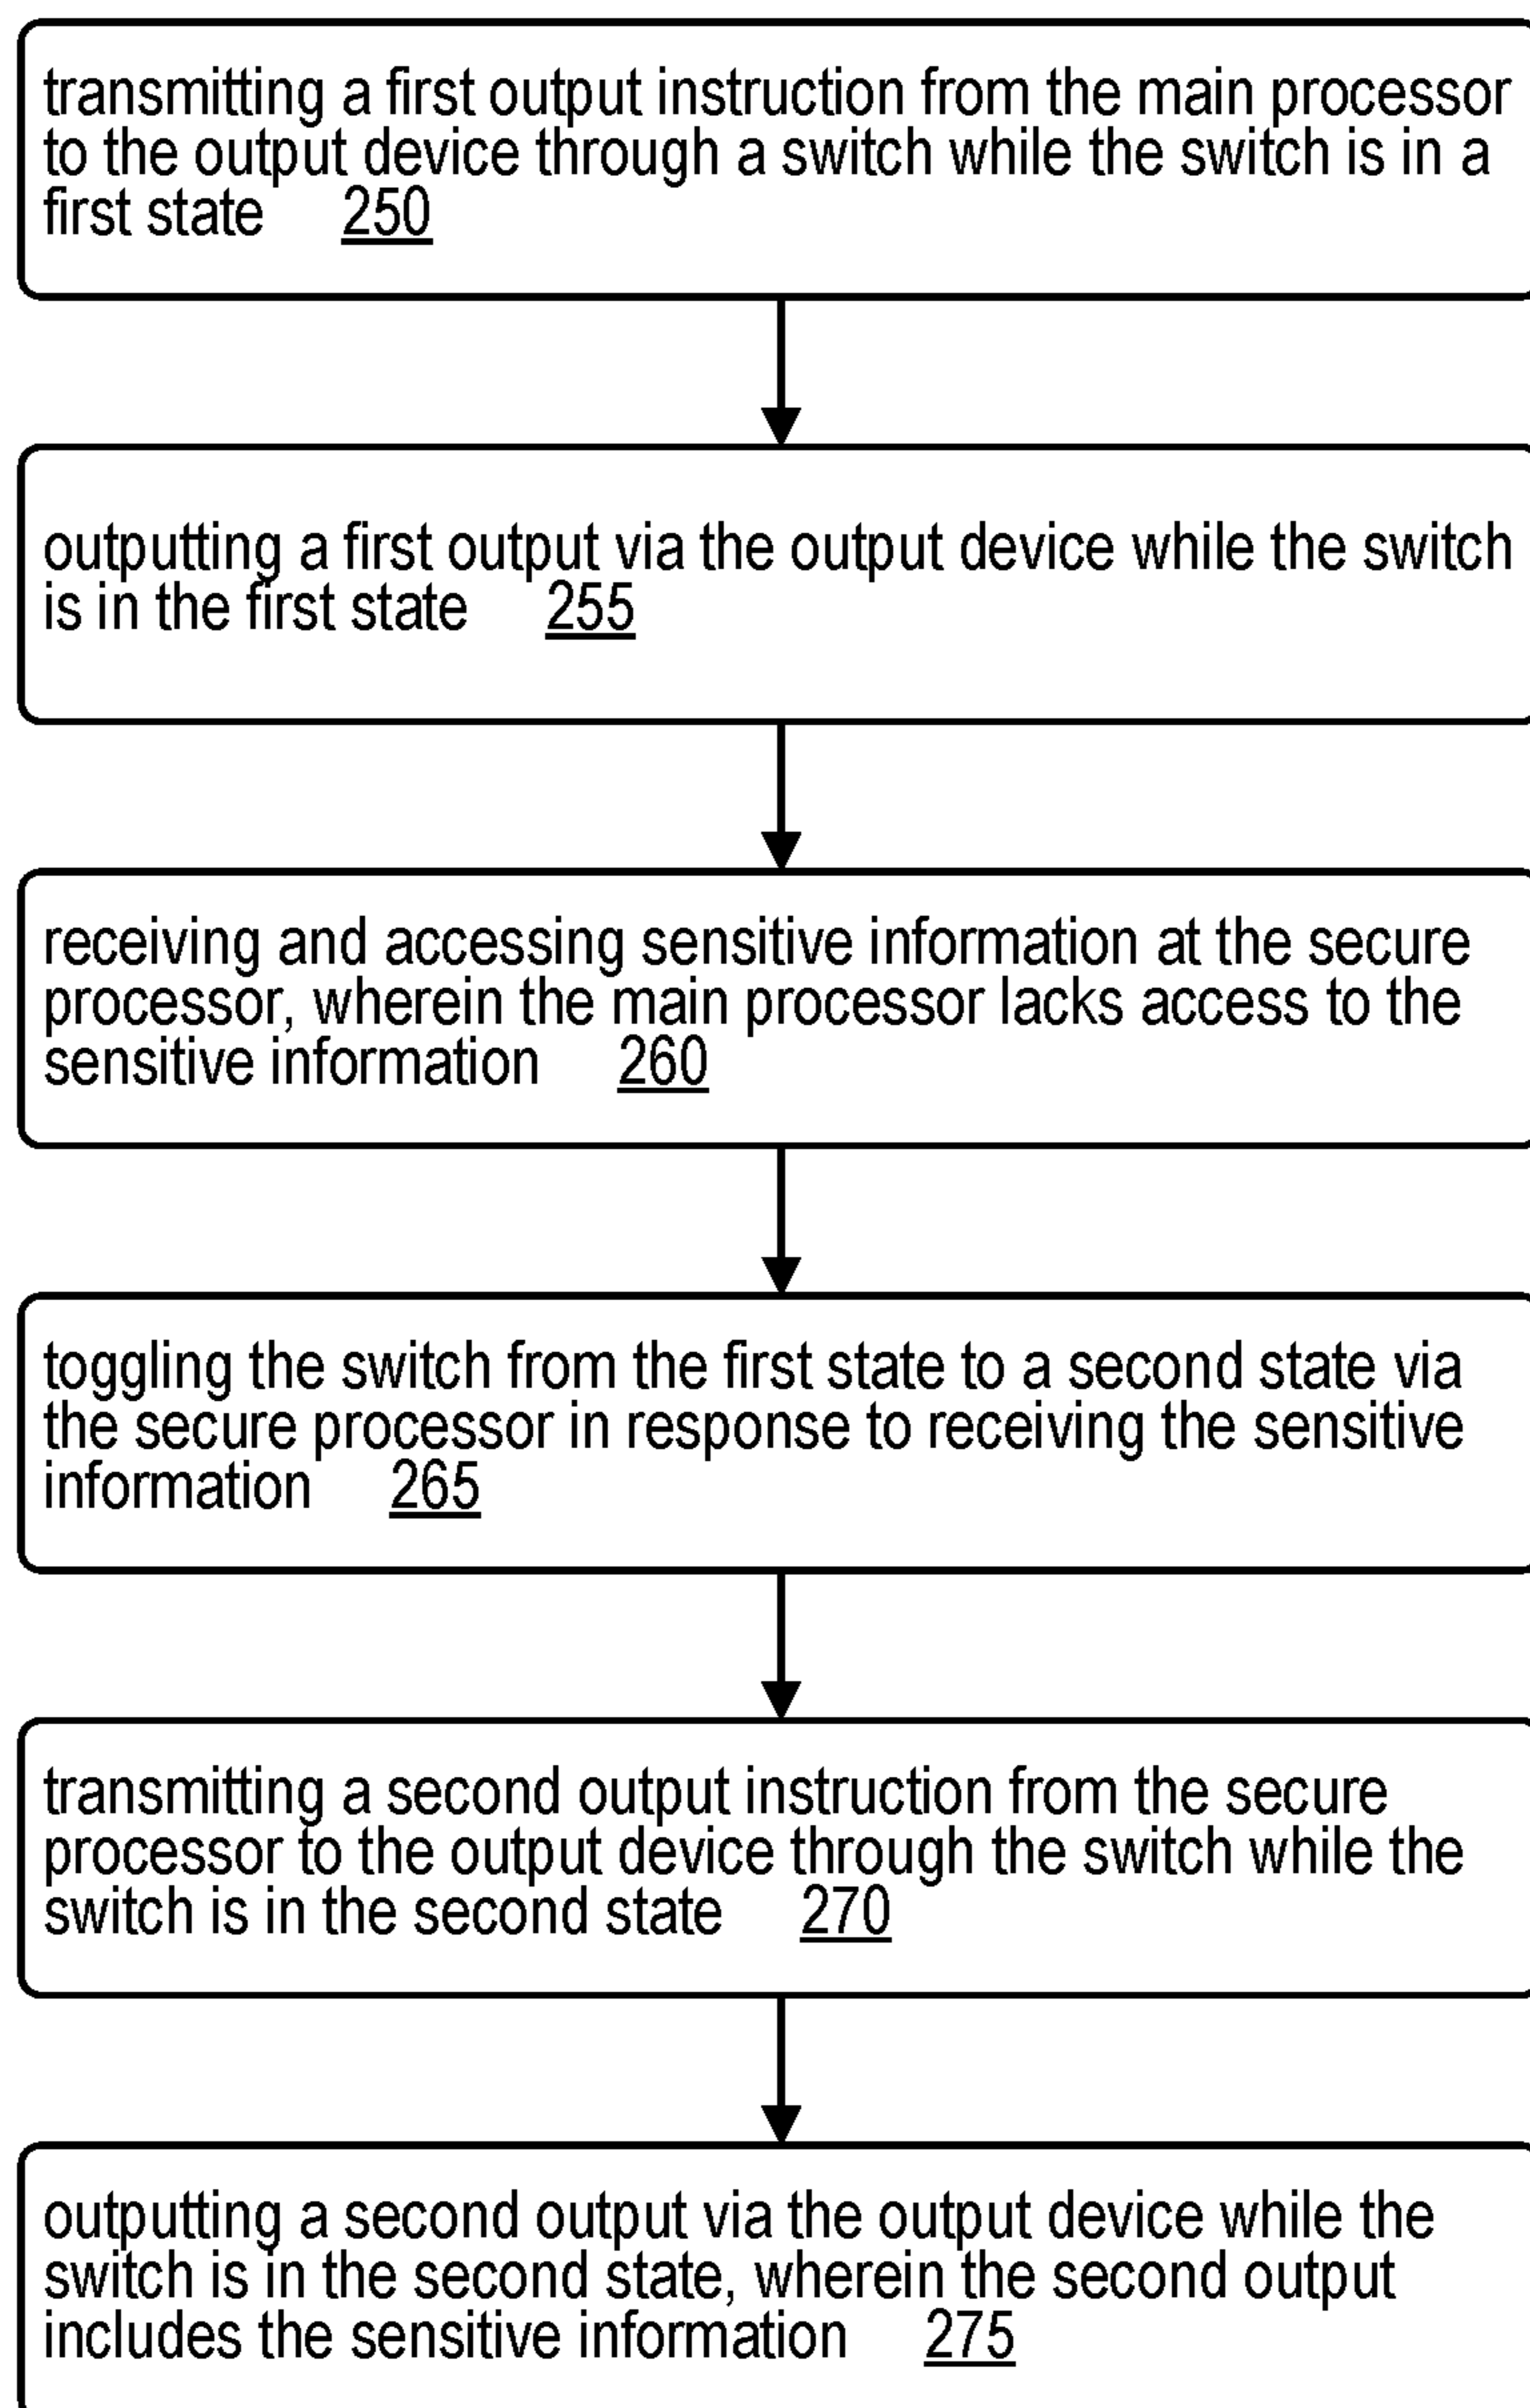 transmitting a first output instruction from the main processor
to the output device through a switch while the switch is in a
first state 250
outputting a first output via the output device while the switch
is in the first state 255
receiving and accessing sensitive information at the secure
processor, wherein the main processor lacks access to the
sensitive information 260
toggling the switch from the first state to a second state via
the secure processor in response to receiving the sensitive
information 265
transmitting a second output instruction from the secure
processor to the output device through the switch while the
switch is in the second state 270
outputting a second output via the output device while the
switch is in the second state, wherein the second output
includes the sensitive information 275